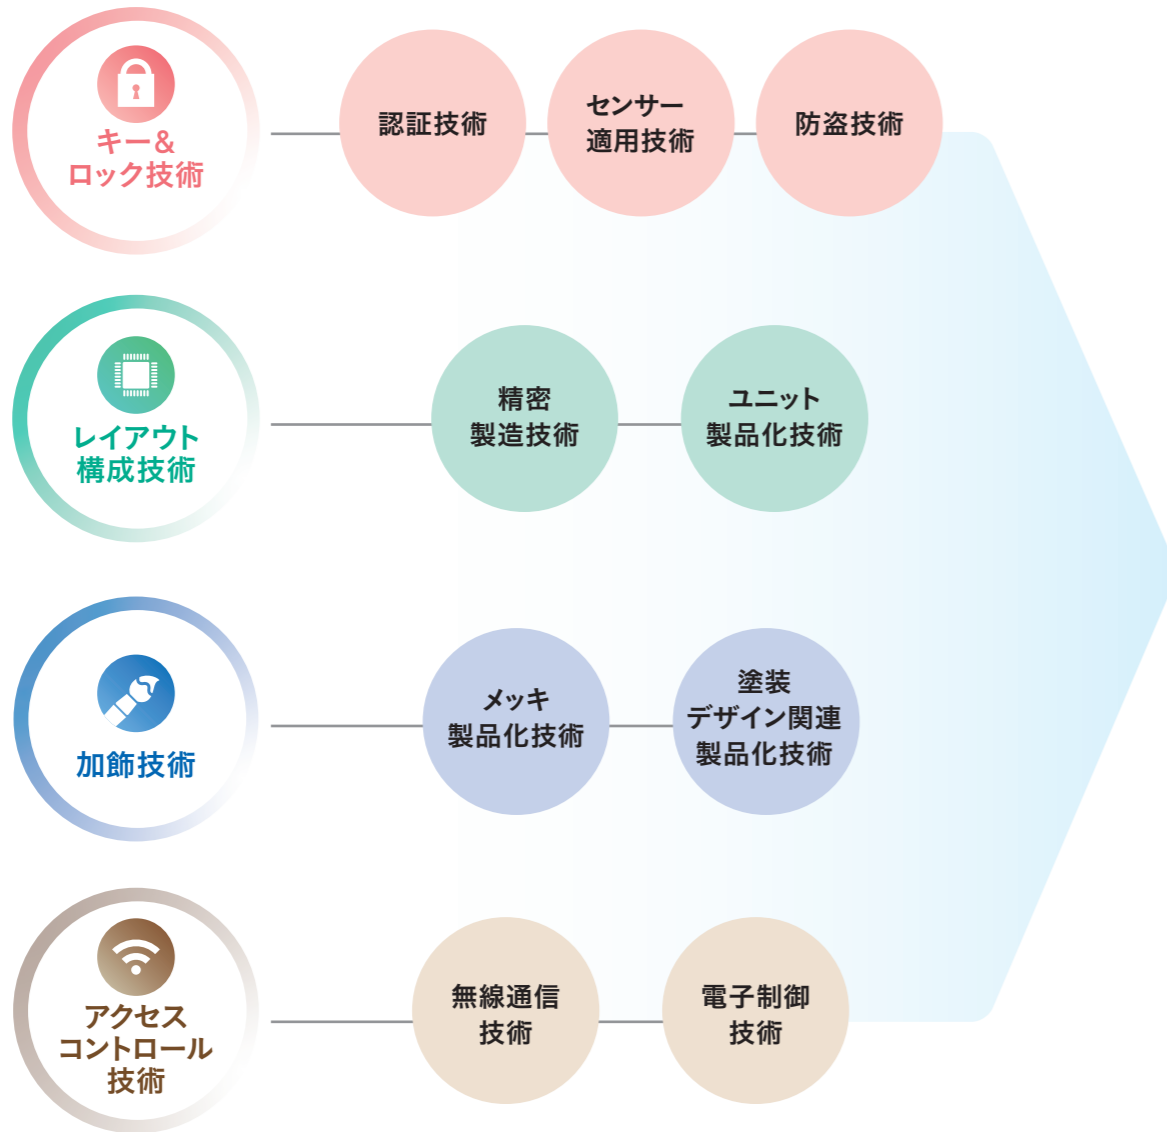 キー&
ロック技術
認証技術
センサー
適用技術
防盗技術
レイアウト
構成技術
精密
製造技術
ユニット
製品化技術
加飾技術
メッキ
製品化技術
塗装
デザイン関連
製品化技術
アクセス
コントロール
技術
無線通信
技術
電子制御
技術